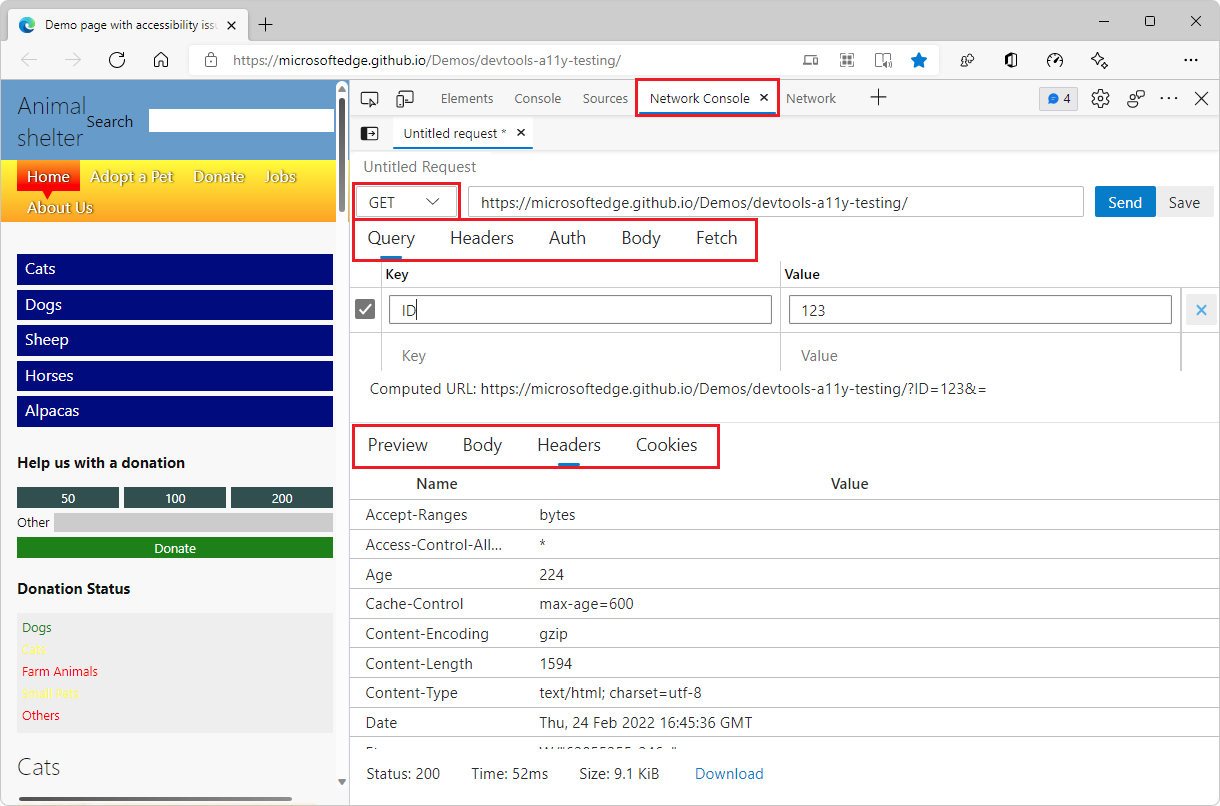 Demo page with accessibility iss
https://microsoftedge.github.io/Demos/devtools-a11y-testing/
Animal
shelter
Search
Home
Adopt a Pet
Donate
Jobs
About Us
Cats
Dogs
Sheep
Horses
Alpacas
Help us with a donation
50
100
200
Other
Donate
Donation Status
Dogs
Cats
Farm Animals
Small Pets
Others
Cats
Elements
Console
Sources
Network Console
Network
4
Untitled request *
Untitled Request
GET
https://microsoftedge.github.io/Demos/devtools-a11y-testing/
Send
Save
Query
Headers
Auth
Body
Fetch
Key
Value
ID
123
Key
Value
Computed URL: https://microsoftedge.github.io/Demos/devtools-a11y-testing/?ID=123&=
Preview
Body
Headers
Cookies
Name
Value
Accept-Ranges
bytes
Access-Control-All...
*
Age
224
Cache-Control
max-age=600
Content-Encoding
gzip
Content-Length
1594
Content-Type
text/html; charset=utf-8
Date
Thu, 24 Feb 2022 16:45:36 GMT
Status: 200
Time: 52ms
Size: 9.1 KiB
Download